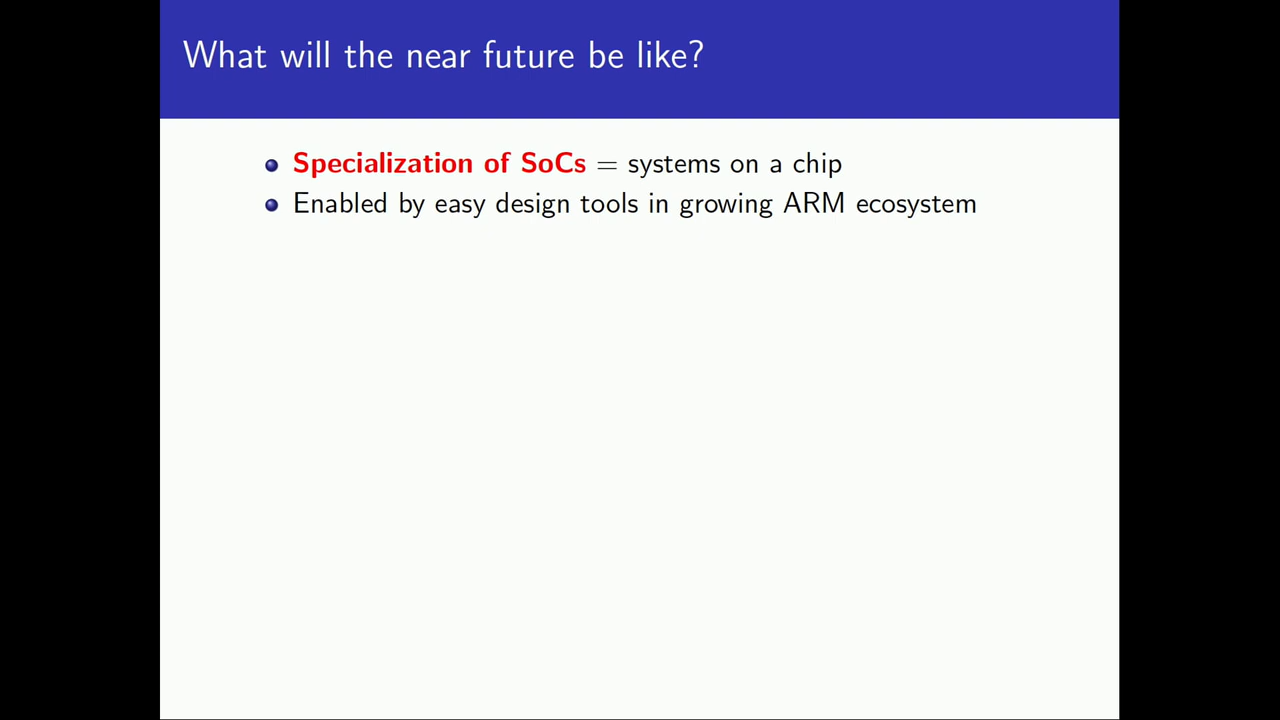 What will the near future be like?
Specialization of SoCs = systems on a chip
Enabled by easy design tools in growing ARM ecosystem